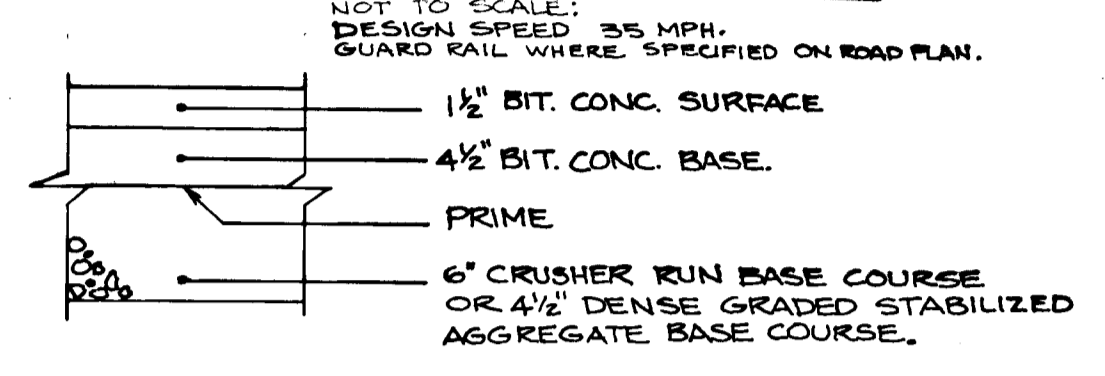 NOT TO SCALE:
DESIGN SPEED 35 MPH.
GUARD RAIL WHERE SPECIFIED ON ROAD PLAN.
1½" BIT. CONC. SURFACE
4½" BIT. CONC. BASE.
PRIME
6" CRUSHER RUN BASE COURSE
OR 4½" DENSE GRADED STABILIZED
AGGREGATE BASE COURSE.